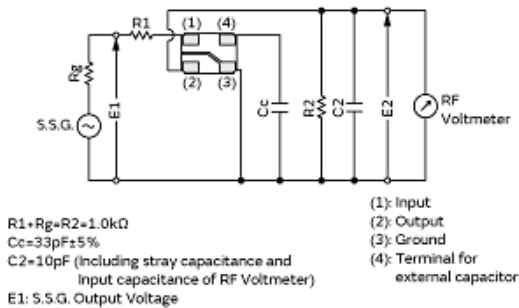 R1
(1)
(4)
(2)
(3)
Rg
S.S.G.
E1
Cc
R2
C2
E2
RF
Voltmeter
R1+Rg=R2=1.0kΩ
Cc=33pF±5%
C2=10pF (Including stray capacitance and
Input capacitance of RF Voltmeter)
E1: S.S.G. Output Voltage
(1): Input
(2): Output
(3): Ground
(4): Terminal for
external capacitor